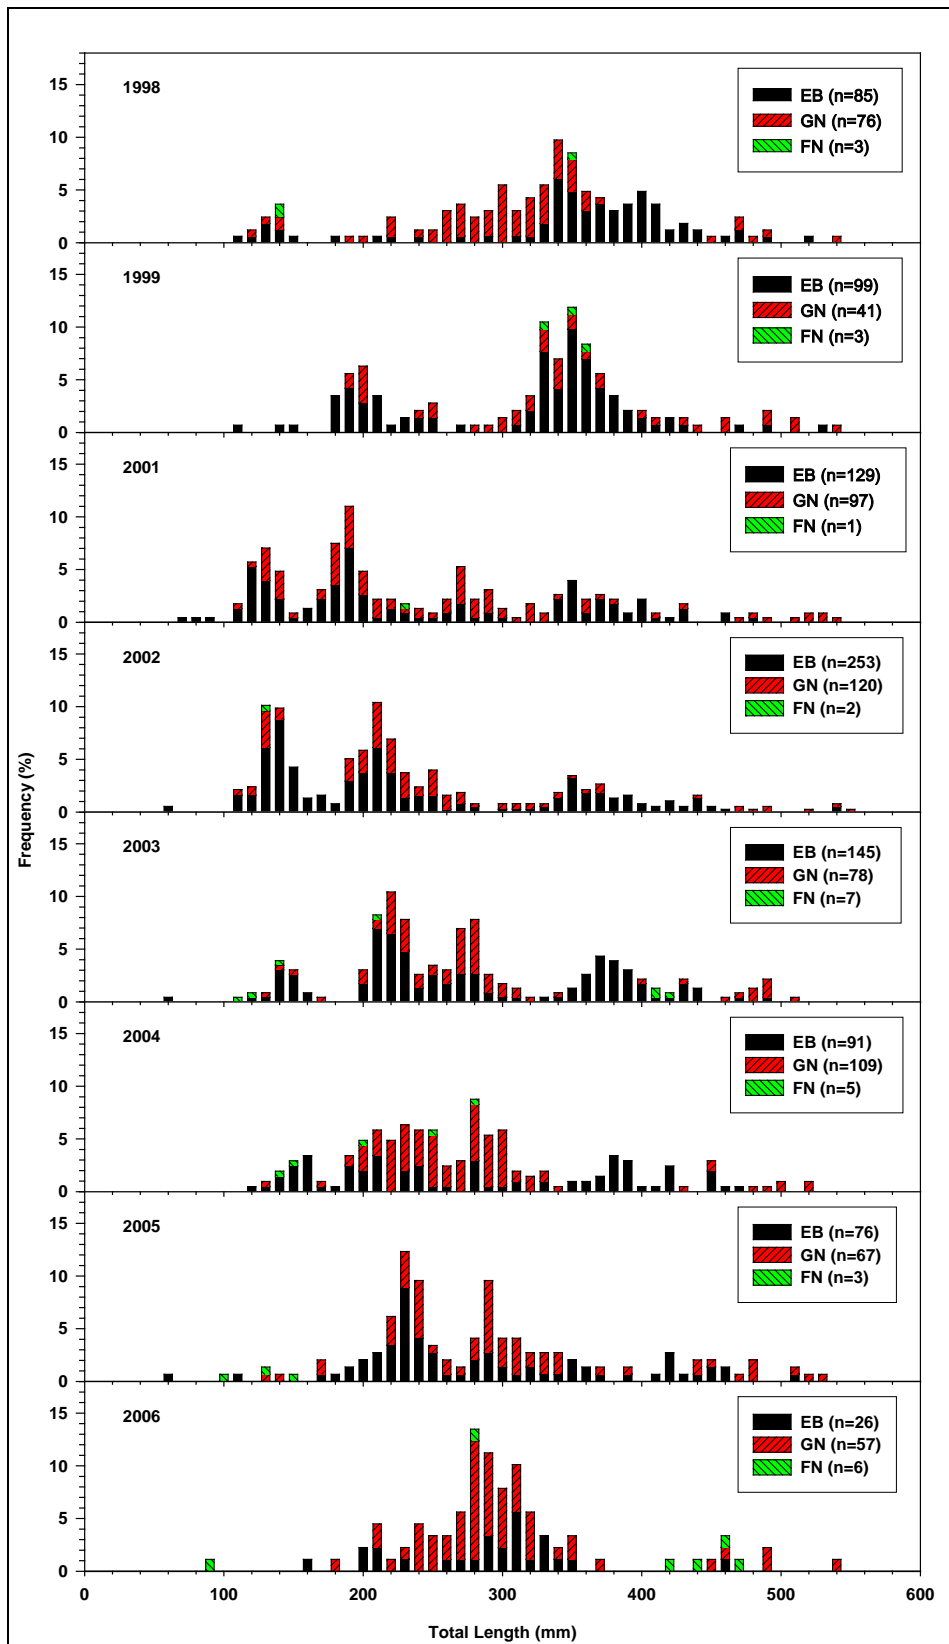 1998
EB (n=85)
GN (n=76)
FN (n=3)
15
10
5
0
1999
EB (n=99)
GN (n=41)
FN (n=3)
15
10
5
0
2001
EB (n=129)
GN (n=97)
FN (n=1)
15
10
5
0
2002
EB (n=253)
GN (n=120)
FN (n=2)
15
10
5
0
Frequency (%)
2003
EB (n=145)
GN (n=78)
FN (n=7)
15
10
5
0
2004
EB (n=91)
GN (n=109)
FN (n=5)
15
10
5
0
2005
EB (n=76)
GN (n=67)
FN (n=3)
15
10
5
0
2006
EB (n=26)
GN (n=57)
FN (n=6)
15
10
5
0
0 100 200 300 400 500 600
Total Length (mm)